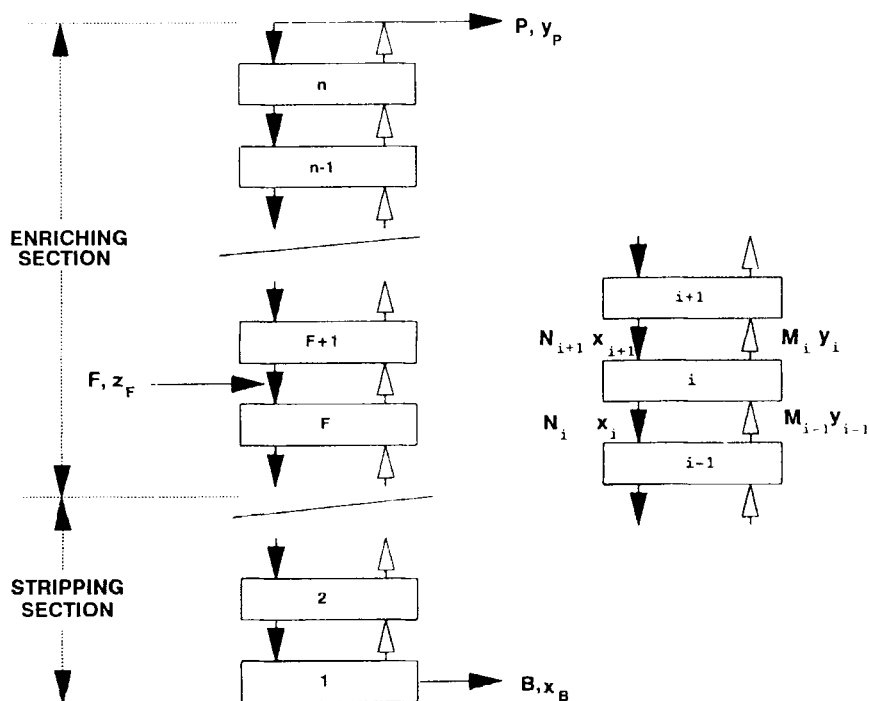 P, y_P
n
n-1
ENRICHING
SECTION
i+1
F+1
N_{i+1} x_{i+1}
M_i y_i
F, z_F
i
F
N_i x_i
M_{i-1} y_{i-1}
i-1
2
STRIPPING
SECTION
1
B, x_B